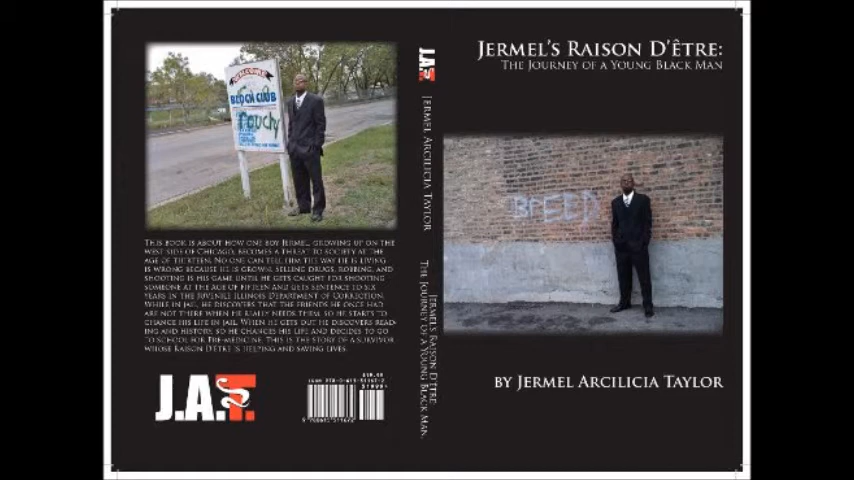 WELCOME
BLOCK CLUB
Pouchy
THIS BOOK IS ABOUT HOW ONE BOY JERMEL, GROWING UP ON THE
WEST SIDE OF CHICAGO, BECOMES A THREAT TO SOCIETY AT THE
AGE OF THIRTEEN. NO ONE CAN TELL HIM THE WAY HE IS LIVING
IS WRONG BECAUSE HE IS GROWN. SELLING DRUGS, ROBBING, AND
SHOOTING IS HIS GAME UNTIL HE GETS CAUGHT FOR SHOOTING
SOMEONE AT THE AGE OF FIFTEEN AND GETS SENTENCE TO SIX
YEARS IN THE JUVENILE ILLINOIS DEPARTMENT OF CORRECTION.
WHILE IN JAIL, HE DISCOVERS THAT THE FRIENDS HE ONCE HAD
ARE NOT THERE WHEN HE REALLY NEEDS THEM, SO HE STARTS TO
CHANGE HIS LIFE IN JAIL. WHEN HE GETS OUT HE DISCOVERS READ-
ING AND HISTORY, SO HE CHANGES HIS LIFE AND DECIDES TO GO
TO SCHOOL FOR PRE-MEDICINE. THIS IS THE STORY OF A SURVIVOR
WHOSE RAISON D'ÊTRE IS HELPING AND SAVING LIVES.
J.A.T.
J.A.T.
JERMEL ARCILICIA TAYLOR
JERMEL'S RAISON D'ÊTRE:
THE JOURNEY OF A YOUNG BLACK MAN.
JERMEL'S RAISON D'ÊTRE:
THE JOURNEY OF A YOUNG BLACK MAN
BREED
BY JERMEL ARCILICIA TAYLOR